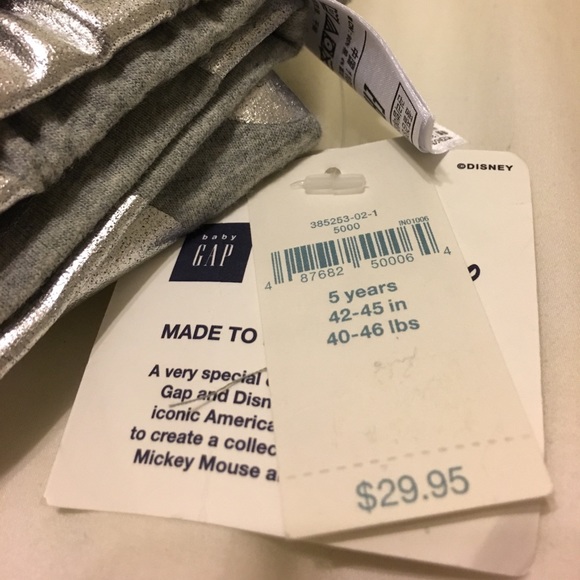 ©DISNEY
385253-02-1
5000
IN01006
4 87682 50006 4
5 years
42-45 in
40-46 lbs
$29.95
baby
GAP
MADE TO
A very special
Gap and Disn
iconic America
to create a collec
Mickey Mouse a